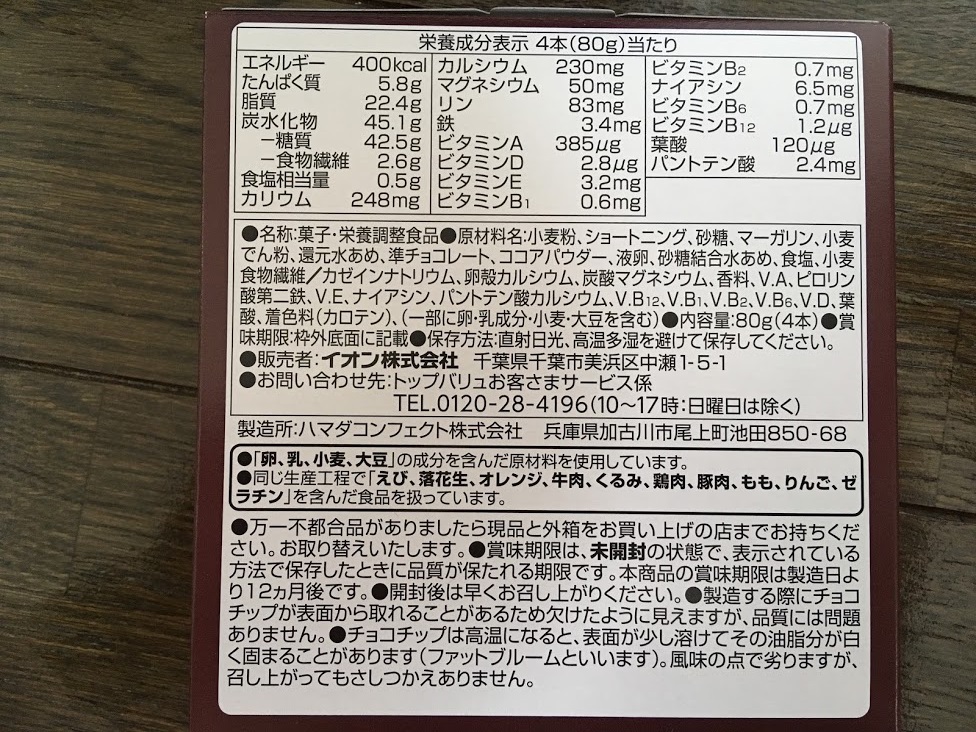 栄養成分表示 4本(80g)当たり
エネルギー 400kcal
たんぱく質 5.8g
脂質 22.4g
炭水化物 45.1g
－糖質 42.5g
－食物繊維 2.6g
食塩相当量 0.5g
カリウム 248mg
カルシウム 230mg
マグネシウム 50mg
リン 83mg
鉄 3.4mg
ビタミンA 385μg
ビタミンD 2.8μg
ビタミンE 3.2mg
ビタミンB1 0.6mg
ビタミンB2 0.7mg
ナイアシン 6.5mg
ビタミンB6 0.7mg
ビタミンB12 1.2μg
葉酸 120μg
パントテン酸 2.4mg
●名称:菓子・栄養調整食品●原材料名:小麦粉、ショートニング、砂糖、マーガリン、小麦
でん粉、還元水あめ、準チョコレート、ココアパウダー、液卵、砂糖結合水あめ、食塩、小麦
食物繊維／カゼインナトリウム、卵殻カルシウム、炭酸マグネシウム、香料、V.A、ピロリン
酸第二鉄、V.E、ナイアシン、パントテン酸カルシウム、V.B12、V.B1、V.B2、V.B6、V.D、葉
酸、着色料(カロテン)、(一部に卵・乳成分・小麦・大豆を含む)●内容量:80g(4本)●賞
味期限:枠外底面に記載●保存方法:直射日光、高温多湿を避けて保存してください。
●販売者:イオン株式会社 千葉県千葉市美浜区中瀬1-5-1
●お問い合わせ先:トップバリュお客さまサービス係
TEL.0120-28-4196(10～17時:日曜日は除く)
製造所:ハマダコンフェクト株式会社 兵庫県加古川市尾上町池田850-68
●「卵、乳、小麦、大豆」の成分を含んだ原材料を使用しています。
●同じ生産工程で「えび、落花生、オレンジ、牛肉、くるみ、鶏肉、豚肉、もも、りんご、ゼ
ラチン」を含んだ食品を扱っています。
●万一不都合品がありましたら現品と外箱をお買い上げの店までお持ちくだ
さい。お取り替えいたします。●賞味期限は、未開封の状態で、表示されている
方法で保存したときに品質が保たれる期限です。本商品の賞味期限は製造日よ
り12ヵ月後です。●開封後は早くお召し上がりください。●製造する際にチョコ
チップが表面から取れることがあるため欠けたように見えますが、品質には問題
ありません。●チョコチップは高温になると、表面が少し溶けてその油脂分が白
く固まることがあります(ファットブルームといいます)。風味の点で劣りますが、
召し上がってもさしつかえありません。